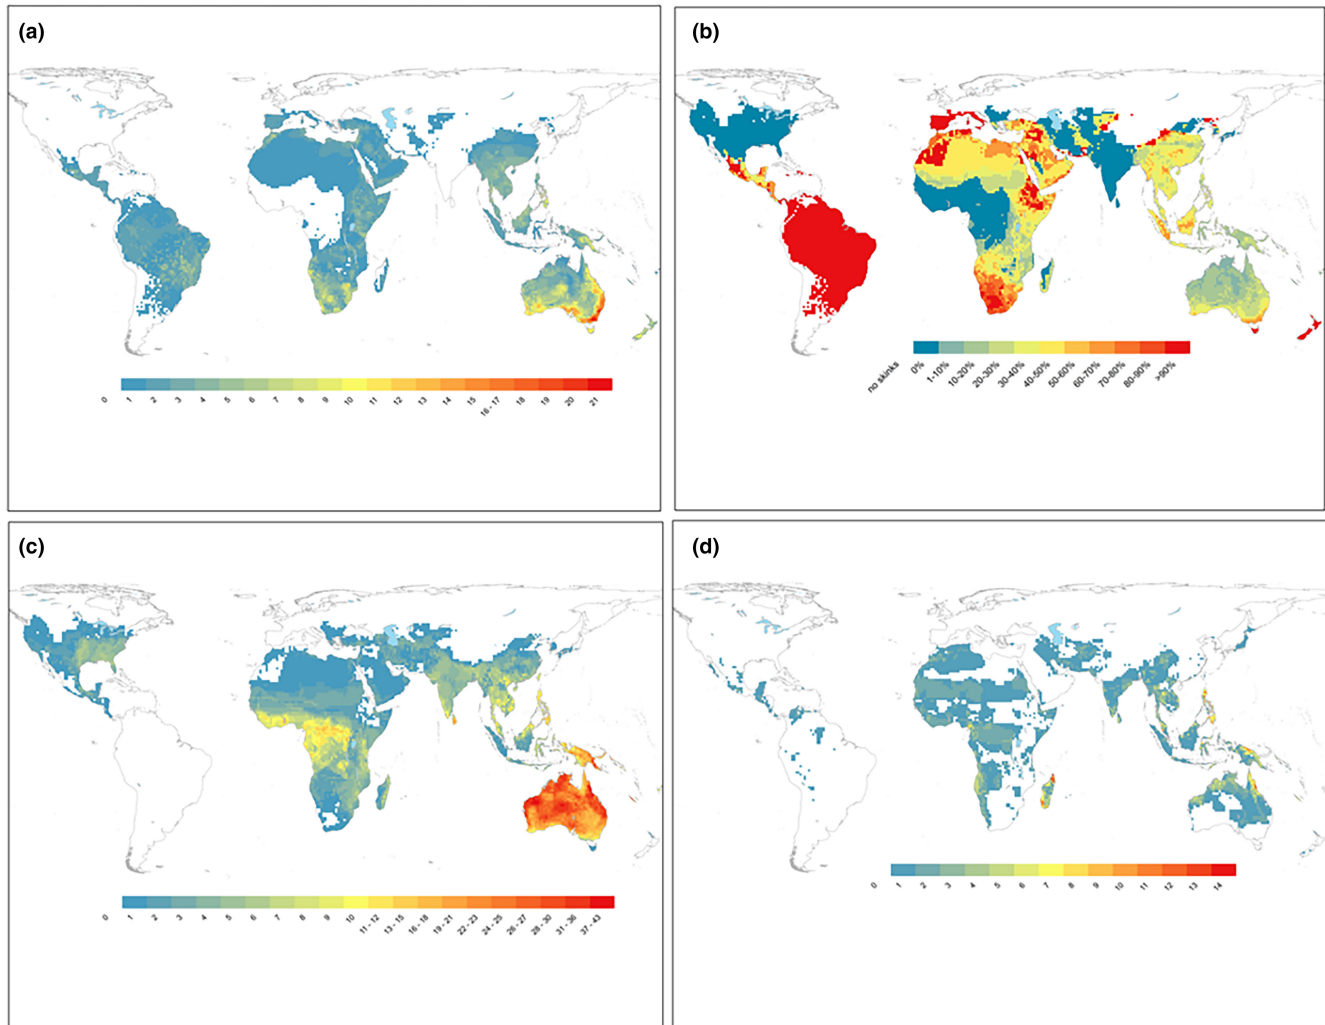 (a)
0 1 2 3 4 5 6 7 8 9 10 11 12 13 14 15 16 - 17 18 19 20 21
(b)
no skinks 0% 1-10% 10-20% 20-30% 30-40% 40-50% 50-60% 60-70% 70-80% 80-90% >90%
(c)
0 1 2 3 4 5 6 7 8 9 10 11 - 12 13 - 15 16 - 18 19 - 21 22 - 23 24 - 25 26 - 27 28 - 30 31 - 36 37 - 43
(d)
0 1 2 3 4 5 6 7 8 9 10 11 12 13 14